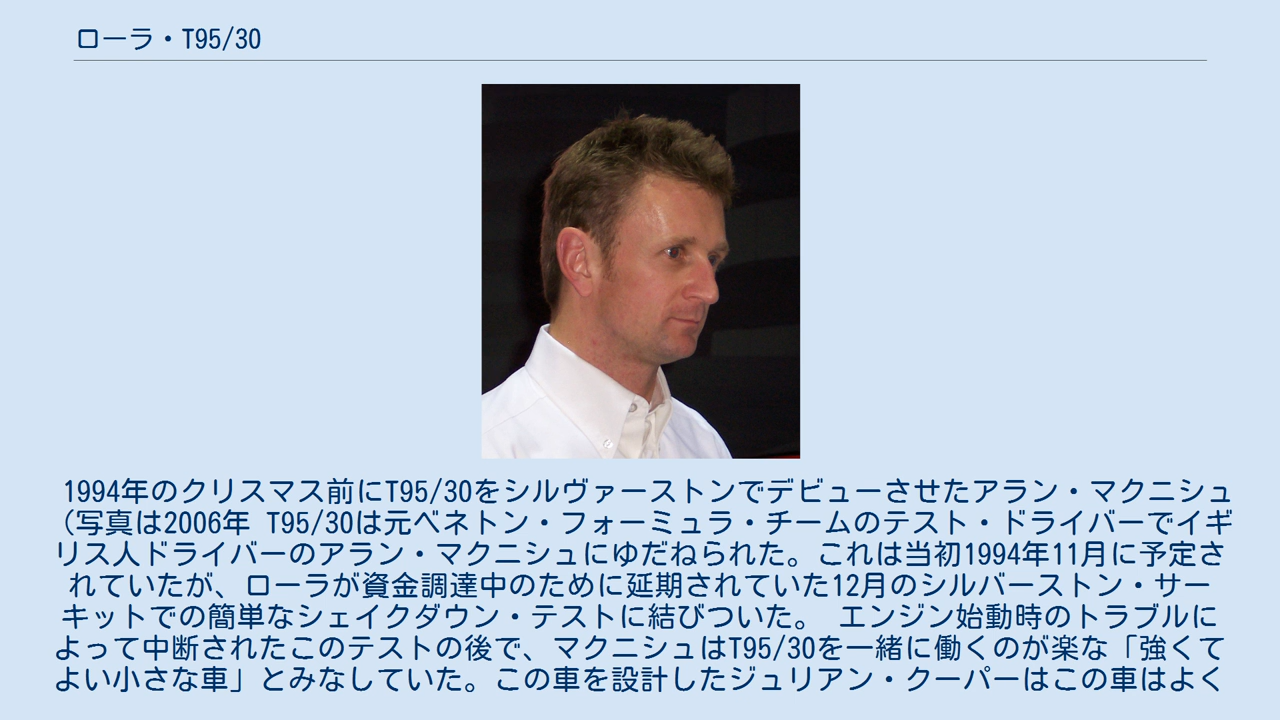 ローラ・T95/30
1994年のクリスマス前にT95/30をシルヴァーストンでデビューさせたアラン・マクニシュ
（写真は2006年 T95/30は元ベネトン・フォーミュラ・チームのテスト・ドライバーでイギ
リス人ドライバーのアラン・マクニシュにゆだねられた。これは当初1994年11月に予定さ
れていたが、ローラが資金調達中のために延期されていた12月のシルバーストン・サー
キットでの簡単なシェイクダウン・テストに結びついた。 エンジン始動時のトラブルに
よって中断されたこのテストの後で、マクニシュはT95/30を一緒に働くのが楽な「強くて
よい小さな車」とみなしていた。この車を設計したジュリアン・クーパーはこの車はよく